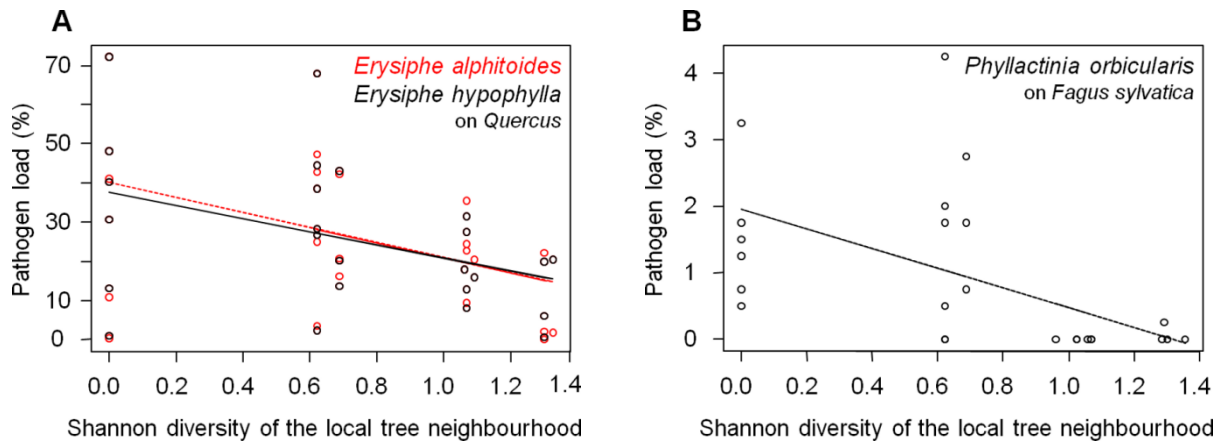 A
Pathogen load (%)
70
50
30
10
0
Erysiphe alphitoides
Erysiphe hypophylla
on Quercus
0.0 0.2 0.4 0.6 0.8 1.0 1.2 1.4
Shannon diversity of the local tree neighbourhood
B
Pathogen load (%)
4
3
2
1
0
Phyllactinia orbicularis
on Fagus sylvatica
0.0 0.2 0.4 0.6 0.8 1.0 1.2 1.4
Shannon diversity of the local tree neighbourhood